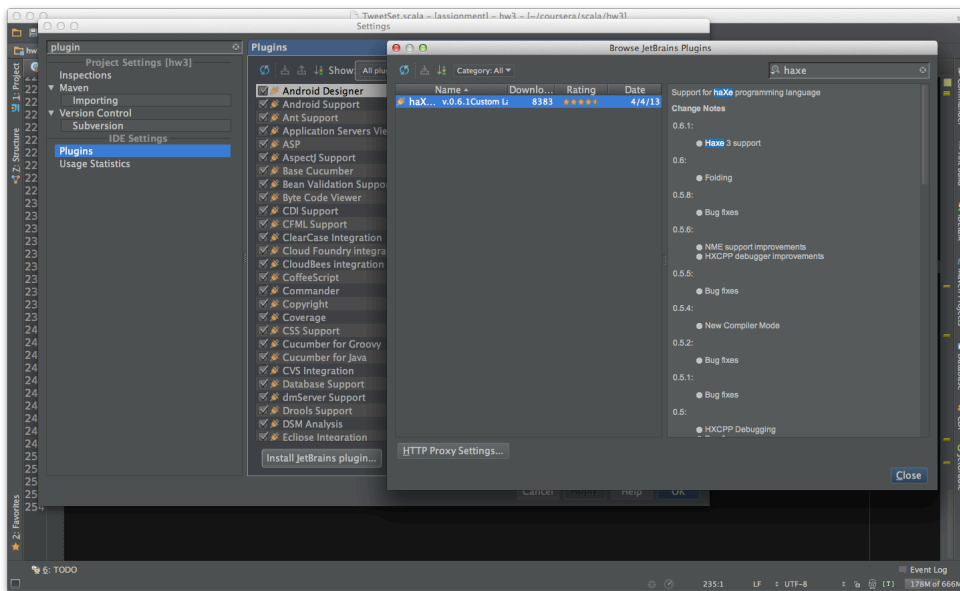 TweetSet.scala - [assignment] - hw3 - [~/coursera/scala/hw3]
Settings
plugin
Project Settings [hw3]
Inspections
Maven
Importing
Version Control
Subversion
IDE Settings
Plugins
Usage Statistics
Plugins
Show:
Android Designer
Android Support
Ant Support
Application Servers Vie
ASP
AspectJ Support
Base Cucumber
Bean Validation Suppo
Byte Code Viewer
CDI Support
CFML Support
ClearCase Integration
Cloud Foundry integra
CloudBees integration
CoffeeScript
Commander
Copyright
Coverage
CSS Support
Cucumber for Groovy
Cucumber for Java
CVS Integration
Database Support
dmServer Support
Drools Support
DSM Analysis
Eclipse Integration
Install JetBrains plugin...
Cancel
Help
OK
Browse JetBrains Plugins
Category: All
haxe
Name Downlo... Rating Date
haX... v.0.6.1Custom La 8383 4/4/13
Support for haXe programming language
Change Notes
0.6.1:
Haxe 3 support
0.6:
Folding
0.5.8:
Bug fixes
0.5.6:
NME support improvements
HXCPP debugger improvements
0.5.5:
Bug fixes
0.5.4:
New Compiler Mode
0.5.2:
Bug fixes
0.5.1:
Bug fixes
0.5:
HXCPP Debugging
HTTP Proxy Settings...
Close
1: Project
Z: Structure
2: Favorites
254
6: TODO
Event Log
235:1 LF UTF-8 [T] 178M of 666M